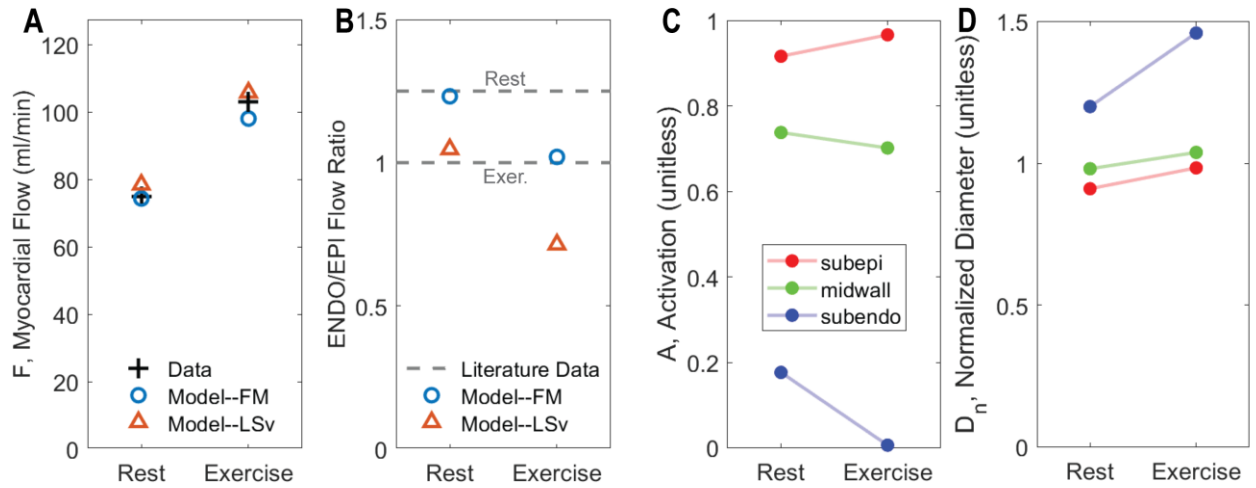 A
F, Myocardial Flow (ml/min)
120
100
80
60
40
20
0
Rest
Exercise
Data
Model--FM
Model--LSv
B
ENDO/EPI Flow Ratio
1.5
1
0.5
0
Rest
Exer.
Literature Data
Model--FM
Model--LSv
Rest
Exercise
C
A, Activation (unitless)
1
0.8
0.6
0.4
0.2
0
subepi
midwall
subendo
Rest
Exercise
D
Dn, Normalized Diameter (unitless)
1.5
1
0.5
0
Rest
Exercise